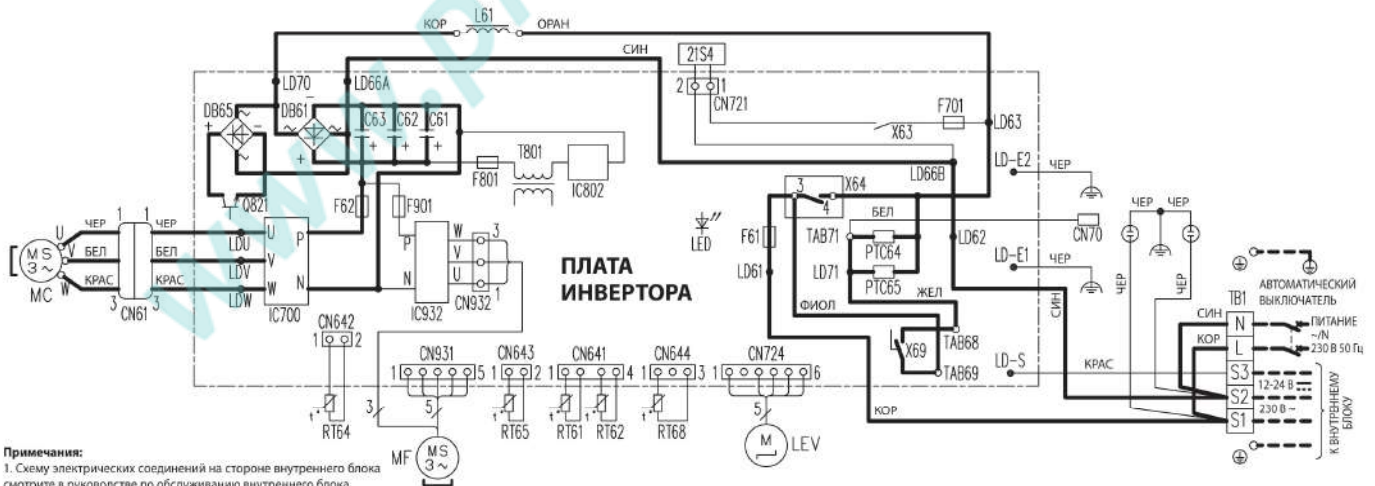 www.p
КОР L61 ОРАН
СИН
21S4
2 1
CN721
LD70 LD66A
DB65 DB61
C63 C62 C61
F701
X63
LD63
T801
F801
IC802
LD66B
LD-E2 ЧЕР
3 X64
4
Q821
F62 F901
LED
F61
БЕЛ
TAB71
PTC64
CN70
LD62
ЧЕР ЧЕР
U ЧЕР 1 1 ЧЕР U P
LDU
V БЕЛ БЕЛ V
LDV
W КРАС 3 3 КРАС W N
LDW
MS
3~
MC
CN61
IC700
P W 3
V
N U 1
IC932
CN932
ПЛАТА
ИНВЕРТОРА
LD61
LD71
PTC65
LD-E1 ЧЕР
ЧЕР
ЧЕР
ФИОЛ
ЖЕЛ
СИН
X69
TAB68
TAB69
АВТОМАТИЧЕСКИЙ
ВЫКЛЮЧАТЕЛЬ
TB1
СИН N ПИТАНИЕ
~/N
КОР L 230 В 50 Гц
LD-S КРАС S3
12-24 В
S2
230 В ~
S1
К ВНУТРЕННЕМУ
БЛОКУ
CN642
1 2
CN931
1 5
CN643
1 2
CN641
1 4
CN644
1 3
CN724
1 6
КОР
t° t° t° t° t°
RT64
3
5
RT65
RT61
RT62
RT68
5
MF MS
3~
M
LEV
Примечания:
1. Схему электрических соединений на стороне внутреннего блока
смотрите в руководстве по обслуживанию внутреннего блока